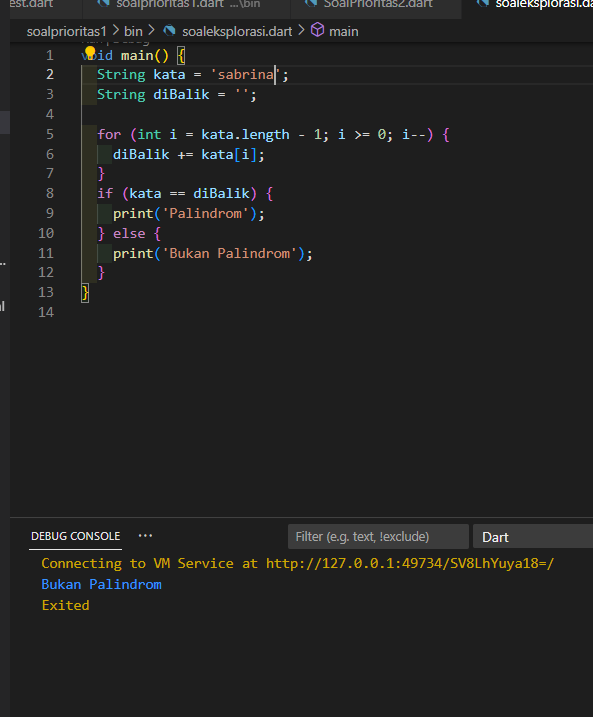 est.dart soalprioritas1.dart ...\bin SoalPrioritas2.dart soaleksplorasi.da
soalprioritas1 > bin > soaleksplorasi.dart > main
1 void main() {
2 String kata = 'sabrina';
3 String diBalik = '';
4
5 for (int i = kata.length - 1; i >= 0; i--) {
6 diBalik += kata[i];
7 }
8 if (kata == diBalik) {
9 print('Palindrom');
10 } else {
11 print('Bukan Palindrom');
12 }
13 }
14
DEBUG CONSOLE ...
Filter (e.g. text, !exclude)
Dart
Connecting to VM Service at http://127.0.0.1:49734/SV8LhYuya18=/
Bukan Palindrom
Exited